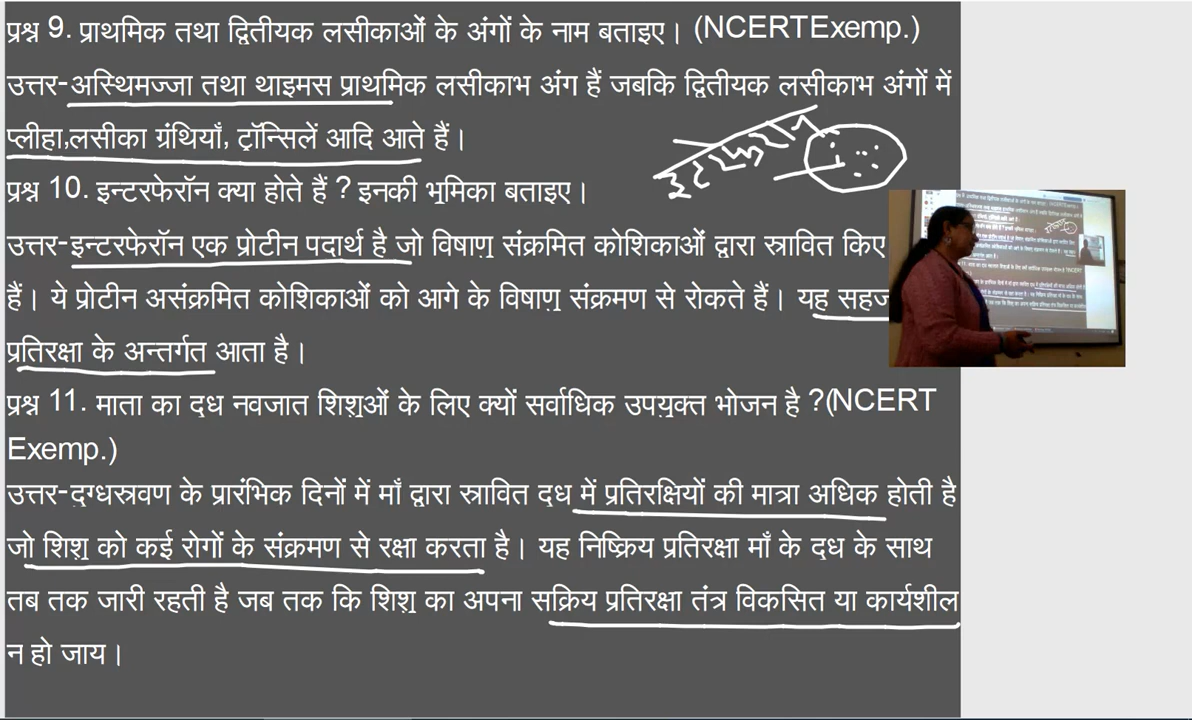 प्रश्न 9. प्राथमिक तथा द्वितीयक लसीकाओं के अंगों के नाम बताइए। (NCERTExemp.)
उत्तर-अस्थिमज्जा तथा थाइमस प्राथमिक लसीकाभ अंग हैं जबकि द्वितीयक लसीकाभ अंगों में
प्लीहा,लसीका ग्रंथियाँ, ट्रॉन्सिलें आदि आते हैं।
प्रश्न 10. इन्टरफेरॉन क्या होते हैं ? इनकी भूमिका बताइए।
उत्तर-इन्टरफेरॉन एक प्रोटीन पदार्थ है जो विषाणु संक्रमित कोशिकाओं द्वारा स्रावित किए
हैं। ये प्रोटीन असंक्रमित कोशिकाओं को आगे के विषाणु संक्रमण से रोकते हैं। यह सहज
प्रतिरक्षा के अन्तर्गत आता है।
प्रश्न 11. माता का दूध नवजात शिशुओं के लिए क्यों सर्वाधिक उपयुक्त भोजन है ?(NCERT
Exemp.)
उत्तर-दुग्धस्रवण के प्रारंभिक दिनों में माँ द्वारा स्रावित दूध में प्रतिरक्षियों की मात्रा अधिक होती है
जो शिशु को कई रोगों के संक्रमण से रक्षा करता है। यह निष्क्रिय प्रतिरक्षा माँ के दूध के साथ
तब तक जारी रहती है जब तक कि शिशु का अपना सक्रिय प्रतिरक्षा तंत्र विकसित या कार्यशील
न हो जाय।